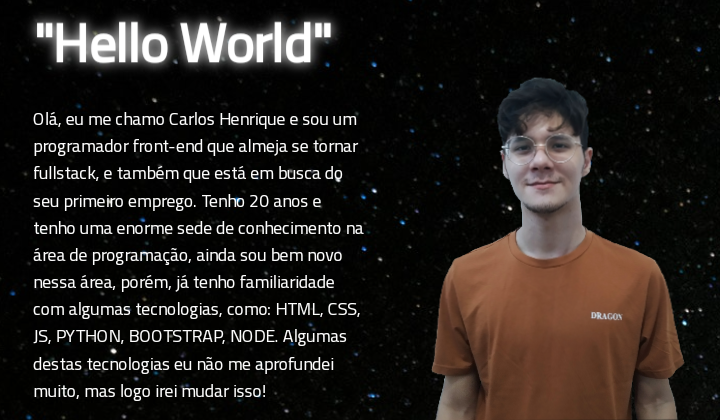 "Hello World"
Olá, eu me chamo Carlos Henrique e sou um
programador front-end que almeja se tornar
fullstack, e também que está em busca do
seu primeiro emprego. Tenho 20 anos e
tenho uma enorme sede de conhecimento na
área de programação, ainda sou bem novo
nessa área, porém, já tenho familiaridade
com algumas tecnologias, como: HTML, CSS,
JS, PYTHON, BOOTSTRAP, NODE. Algumas
destas tecnologias eu não me aprofundei
muito, mas logo irei mudar isso!
DRAGON